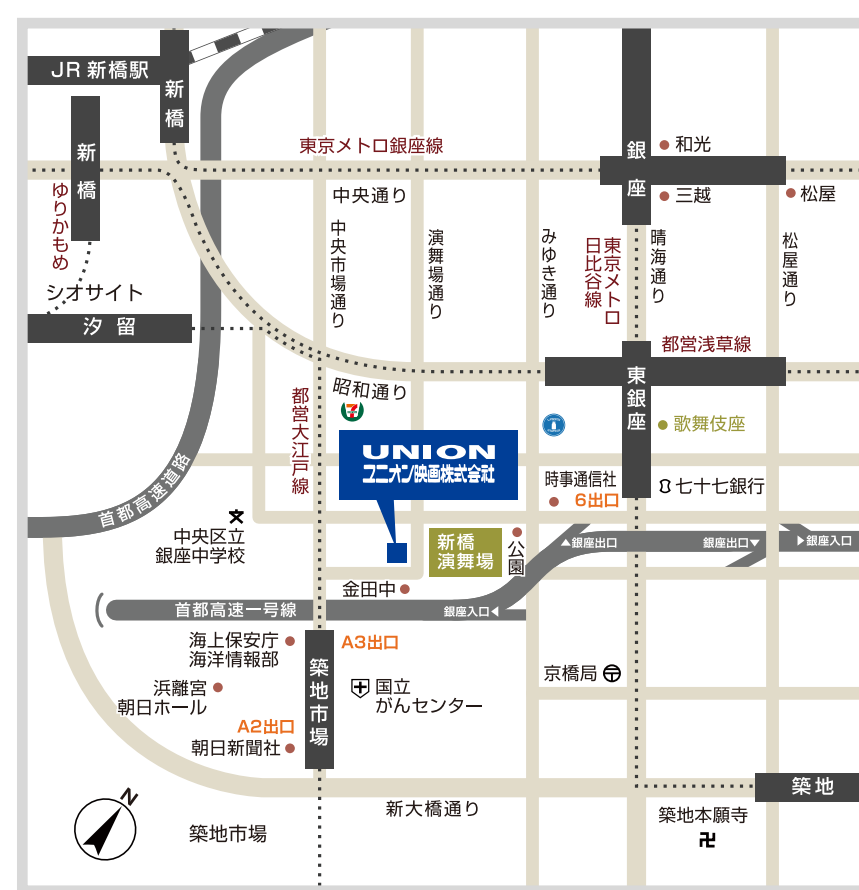 JR 新橋駅
新橋
新橋
ゆりかもめ
東京メトロ銀座線
銀座
和光
三越
松屋
中央通り
中央市場通り
演舞場通り
みゆき通り
東京メトロ
日比谷線
晴海通り
松屋通り
シオサイト
汐留
都営浅草線
昭和通り
東銀座
歌舞伎座
都営大江戸線
7
UNION
ユニオン映画株式会社
時事通信社
6出口
七十七銀行
首都高速道路
文
中央区立
銀座中学校
新橋
演舞場
公園
銀座出口
銀座出口
銀座入口
金田中
首都高速一号線
銀座入口
海上保安庁
海洋情報部
A3出口
築地市場
浜離宮
朝日ホール
国立
がんセンター
京橋局
A2出口
朝日新聞社
築地
新大橋通り
N
築地市場
築地本願寺
卍